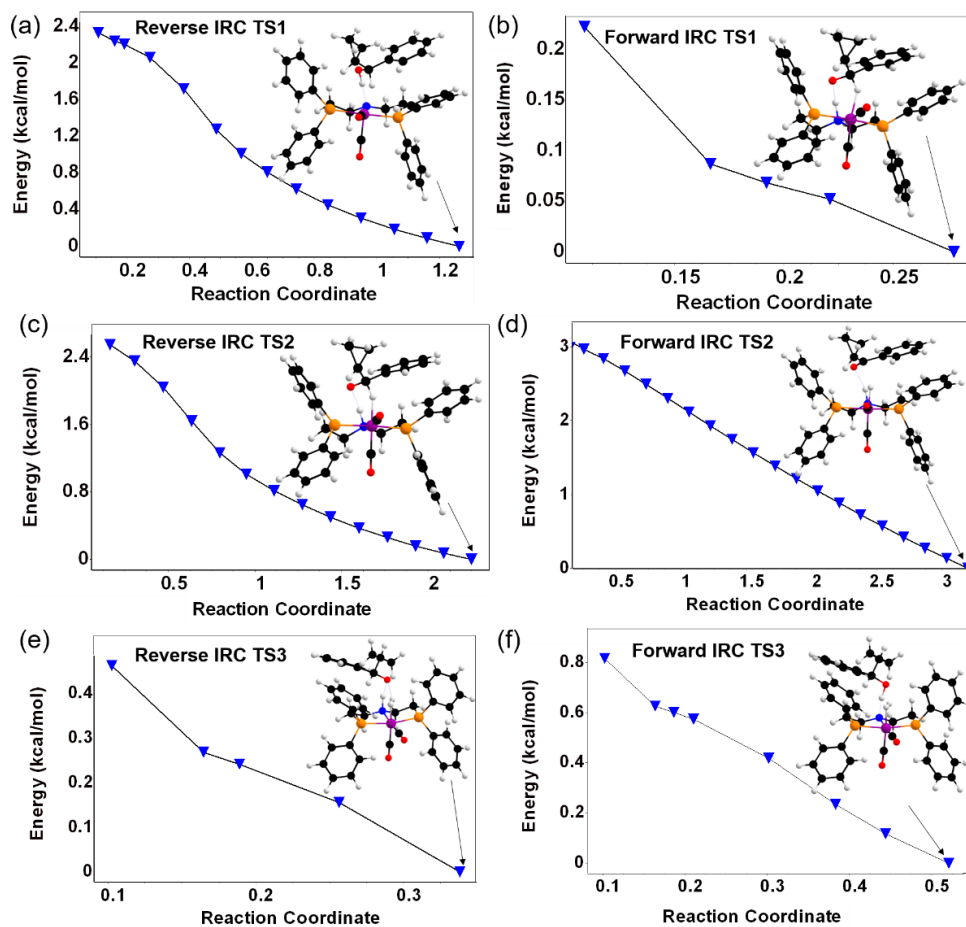 (a)
Reverse IRC TS1
Energy (kcal/mol)
2.4
2
1.6
1.2
0.8
0.4
0
0.2
0.4
0.6
0.8
1
1.2
Reaction Coordinate
(b)
Forward IRC TS1
Energy (kcal/mol)
0.2
0.15
0.1
0.05
0
0.15
0.2
0.25
Reaction Coordinate
(c)
Reverse IRC TS2
Energy (kcal/mol)
2.4
1.6
0.8
0
0.5
1
1.5
2
Reaction Coordinate
(d)
Forward IRC TS2
Energy (kcal/mol)
3
2
1
0
0.5
1
1.5
2
2.5
3
Reaction Coordinate
(e)
Reverse IRC TS3
Energy (kcal/mol)
0.4
0.3
0.2
0.1
0
0.1
0.2
0.3
Reaction Coordinate
(f)
Forward IRC TS3
Energy (kcal/mol)
0.8
0.6
0.4
0.2
0
0.1
0.2
0.3
0.4
0.5
Reaction Coordinate